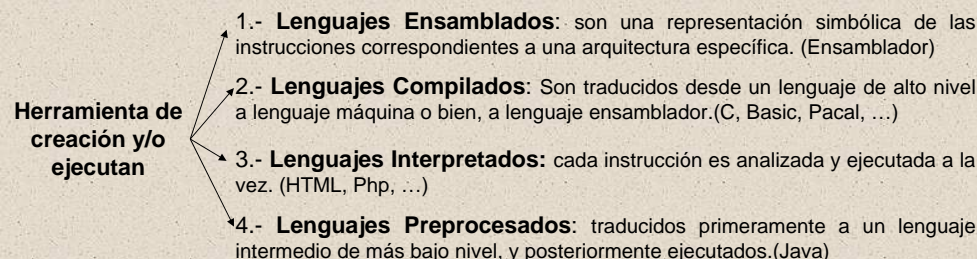 1.- Lenguajes Ensamblados: son una representación simbólica de las
instrucciones correspondientes a una arquitectura específica. (Ensamblador)
2.- Lenguajes Compilados: Son traducidos desde un lenguaje de alto nivel
a lenguaje máquina o bien, a lenguaje ensamblador.(C, Basic, Pacal, …)
Herramienta de
creación y/o
ejecutan
3.- Lenguajes Interpretados: cada instrucción es analizada y ejecutada a la
vez. (HTML, Php, …)
4.- Lenguajes Preprocesados: traducidos primeramente a un lenguaje
intermedio de más bajo nivel, y posteriormente ejecutados.(Java)